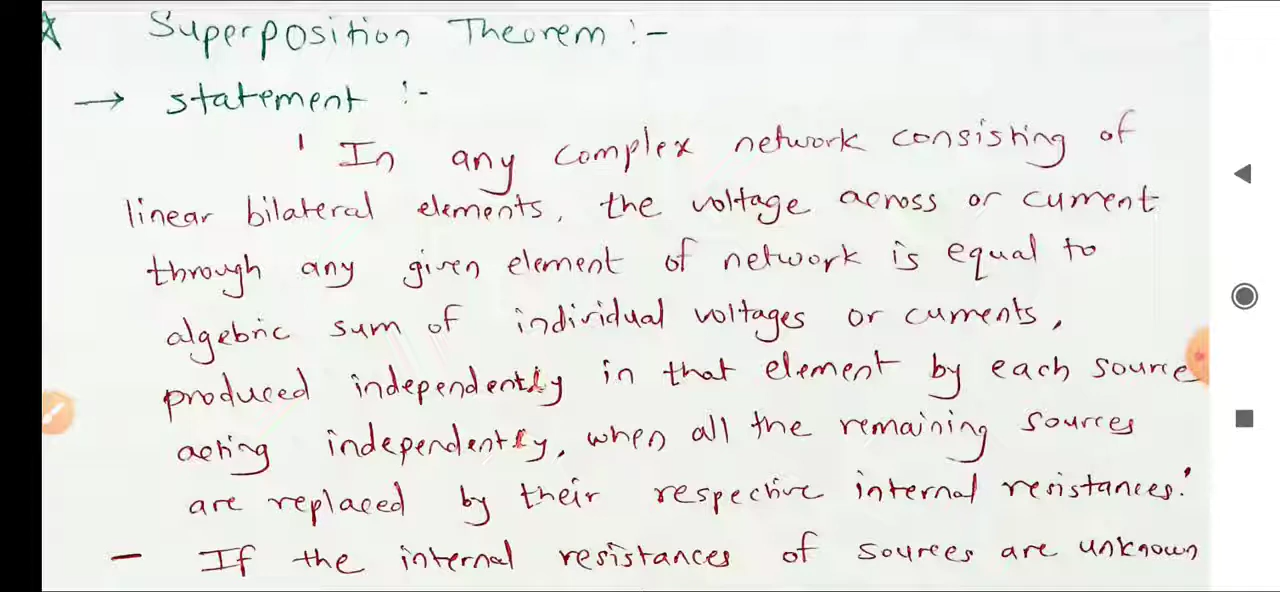 Superposition Theorem :-
→ statement :-
' In any complex network consisting of
linear bilateral elements, the voltage across or current
through any given element of network is equal to
algebric sum of individual voltages or currents,
produced independently in that element by each source
acting independently, when all the remaining sources
are replaced by their respective internal resistances.'
- If the internal resistances of sources are unknown